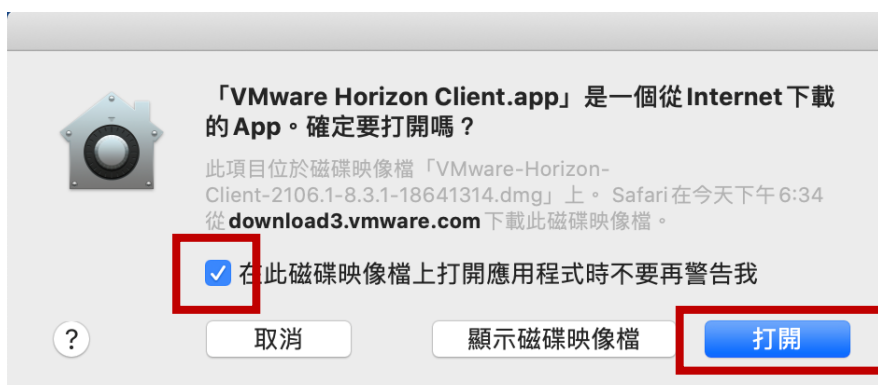 「VMware Horizon Client.app」是一個從 Internet 下載
的 App。確定要打開嗎？
此項目位於磁碟映像檔「VMware-Horizon-
Client-2106.1-8.3.1-18641314.dmg」上。 Safari 在今天下午 6:34
從 download3.vmware.com 下載此磁碟映像檔。
在此磁碟映像檔上打開應用程式時不要再警告我
? 取消 顯示磁碟映像檔 打開